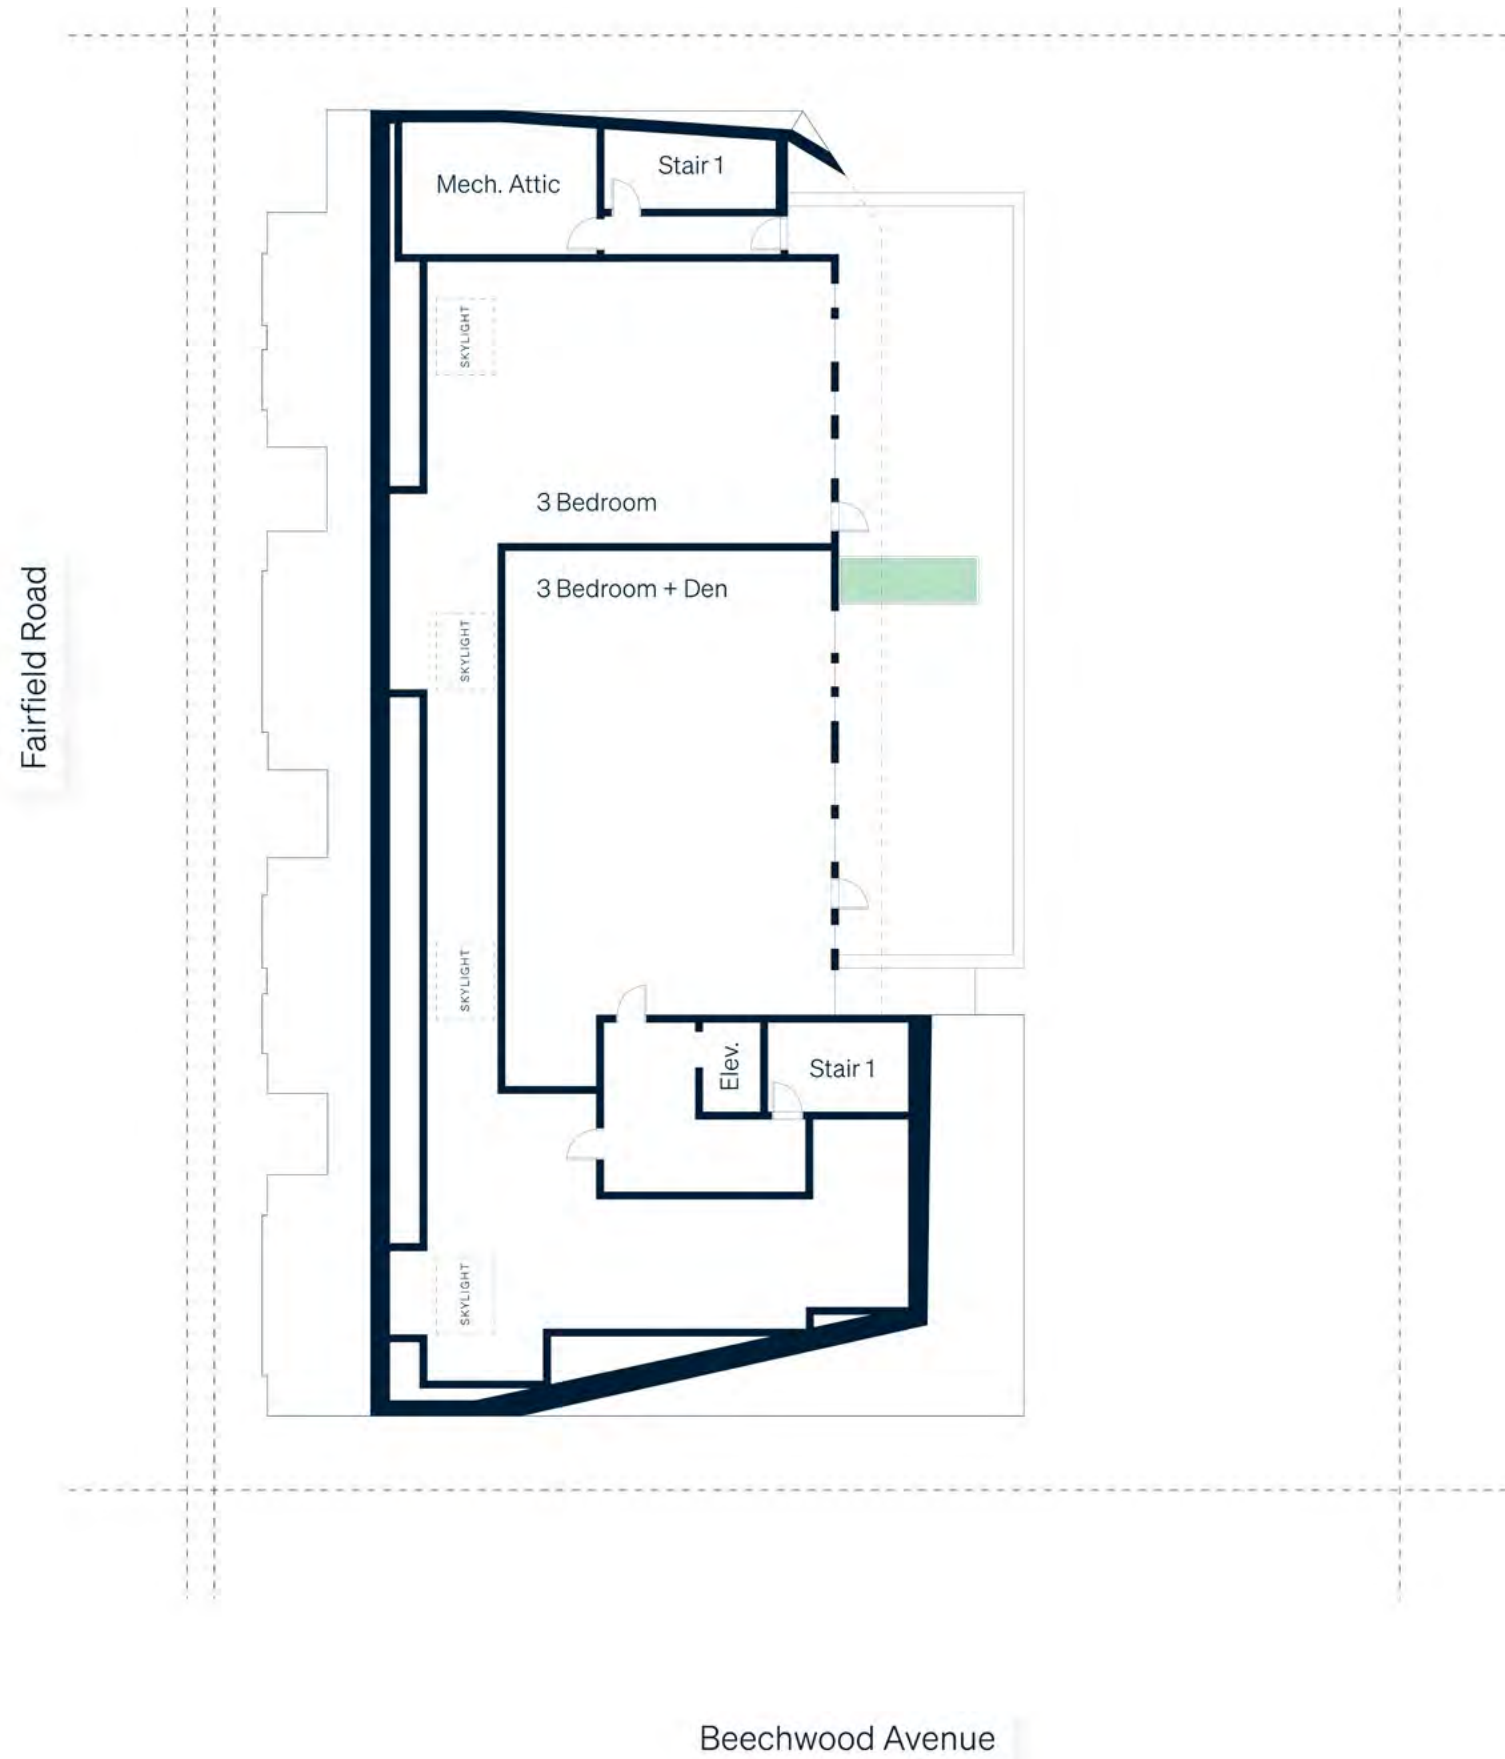 Mech. Attic
Stair 1
SKYLIGHT
3 Bedroom
3 Bedroom + Den
Fairfield Road
SKYLIGHT
SKYLIGHT
Elev.
Stair 1
SKYLIGHT
Beechwood Avenue